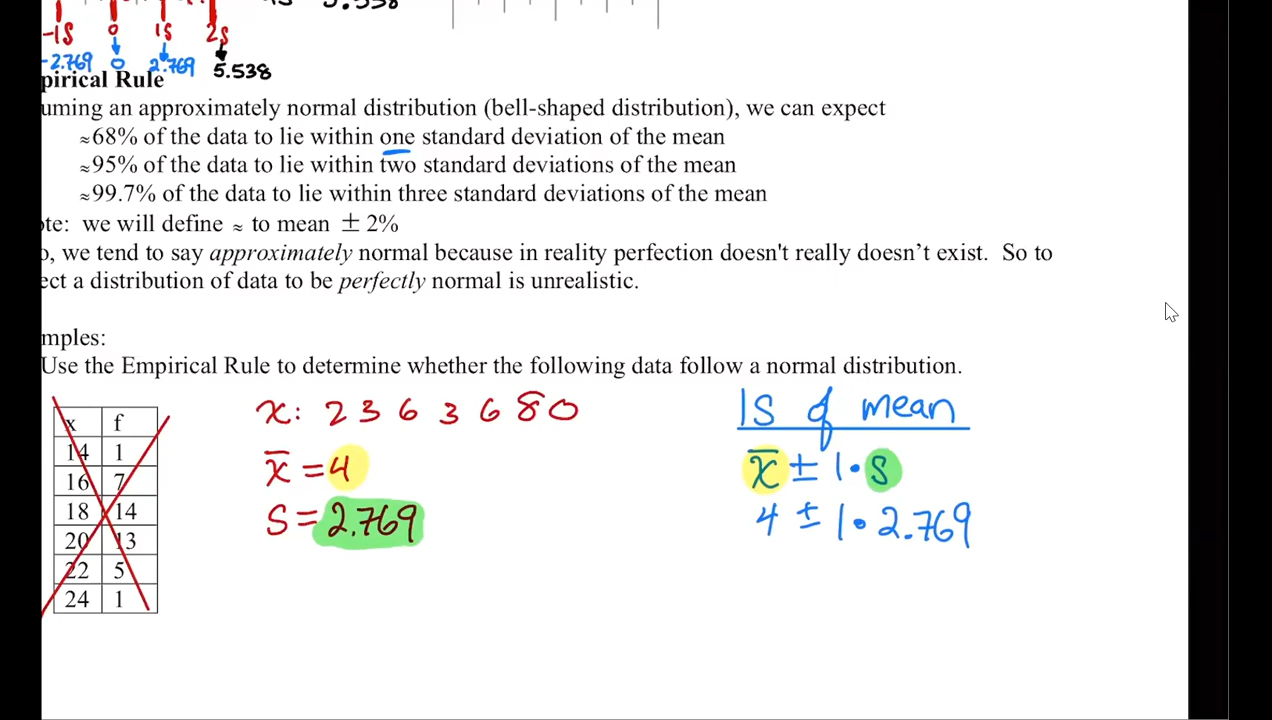 -1S 0 1S 2S 5.538
-2.769 0 2.769 5.538
pirical Rule
uming an approximately normal distribution (bell-shaped distribution), we can expect
≈68% of the data to lie within one standard deviation of the mean
≈95% of the data to lie within two standard deviations of the mean
≈99.7% of the data to lie within three standard deviations of the mean
ote: we will define ≈ to mean ± 2%
o, we tend to say approximately normal because in reality perfection doesn't really doesn’t exist. So to
ect a distribution of data to be perfectly normal is unrealistic.
mples:
Use the Empirical Rule to determine whether the following data follow a normal distribution.
x f
14 1
16 7
18 14
20 13
22 5
24 1
x: 2 3 6 3 6 8 0
x̄ = 4
S = 2.769
1S of mean
x̄ ± 1 • S
4 ± 1 • 2.769